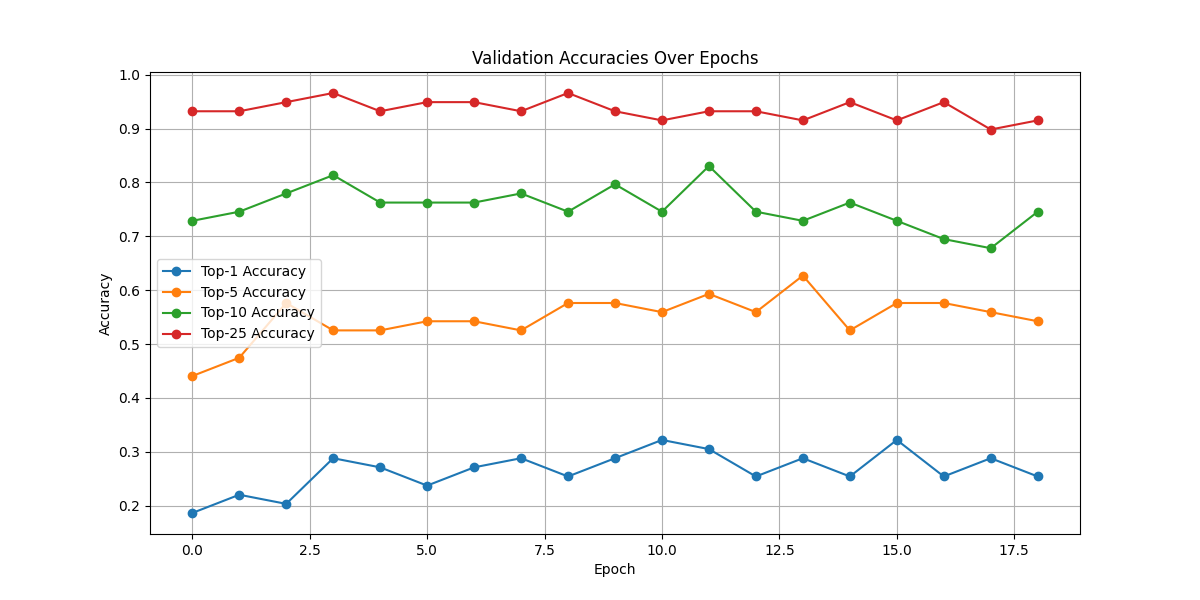 Validation Accuracies Over Epochs
1.0
0.9
0.8
0.7
0.6
0.5
0.4
0.3
0.2
Accuracy
Top-1 Accuracy
Top-5 Accuracy
Top-10 Accuracy
Top-25 Accuracy
0.0 2.5 5.0 7.5 10.0 12.5 15.0 17.5
Epoch